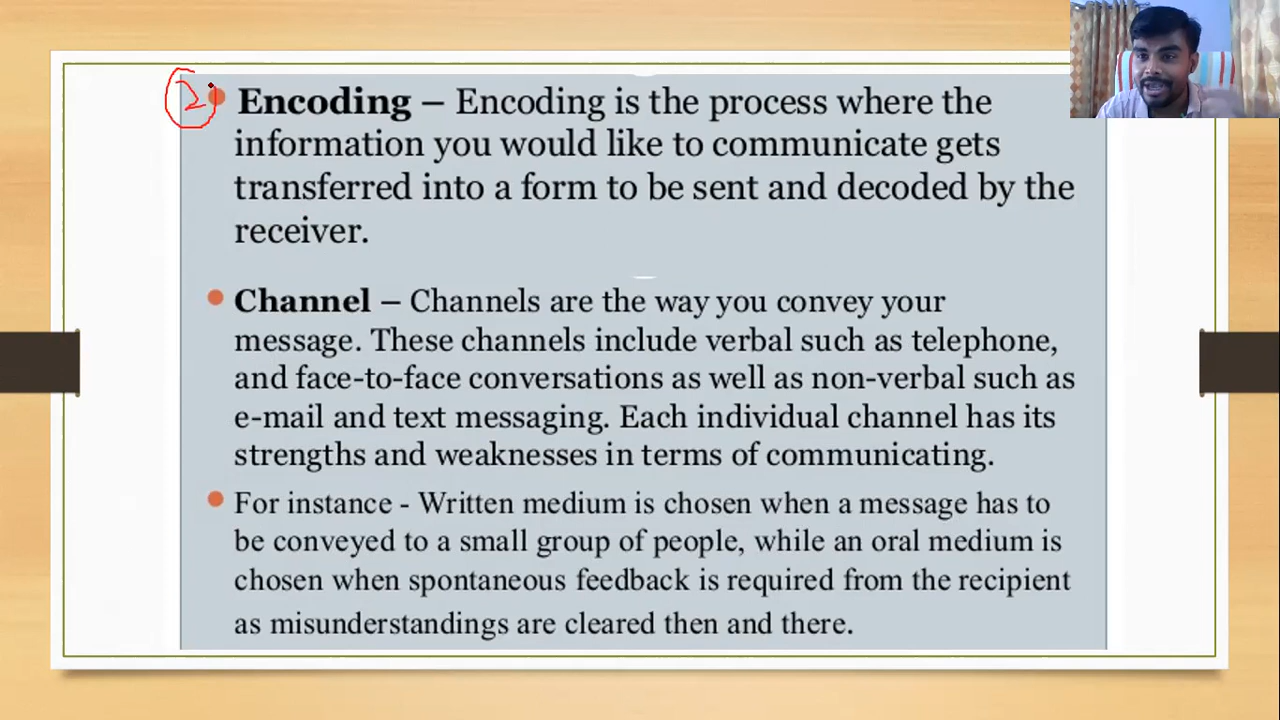 2
Encoding – Encoding is the process where the
information you would like to communicate gets
transferred into a form to be sent and decoded by the
receiver.
Channel – Channels are the way you convey your
message. These channels include verbal such as telephone,
and face-to-face conversations as well as non-verbal such as
e-mail and text messaging. Each individual channel has its
strengths and weaknesses in terms of communicating.
For instance - Written medium is chosen when a message has to
be conveyed to a small group of people, while an oral medium is
chosen when spontaneous feedback is required from the recipient
as misunderstandings are cleared then and there.